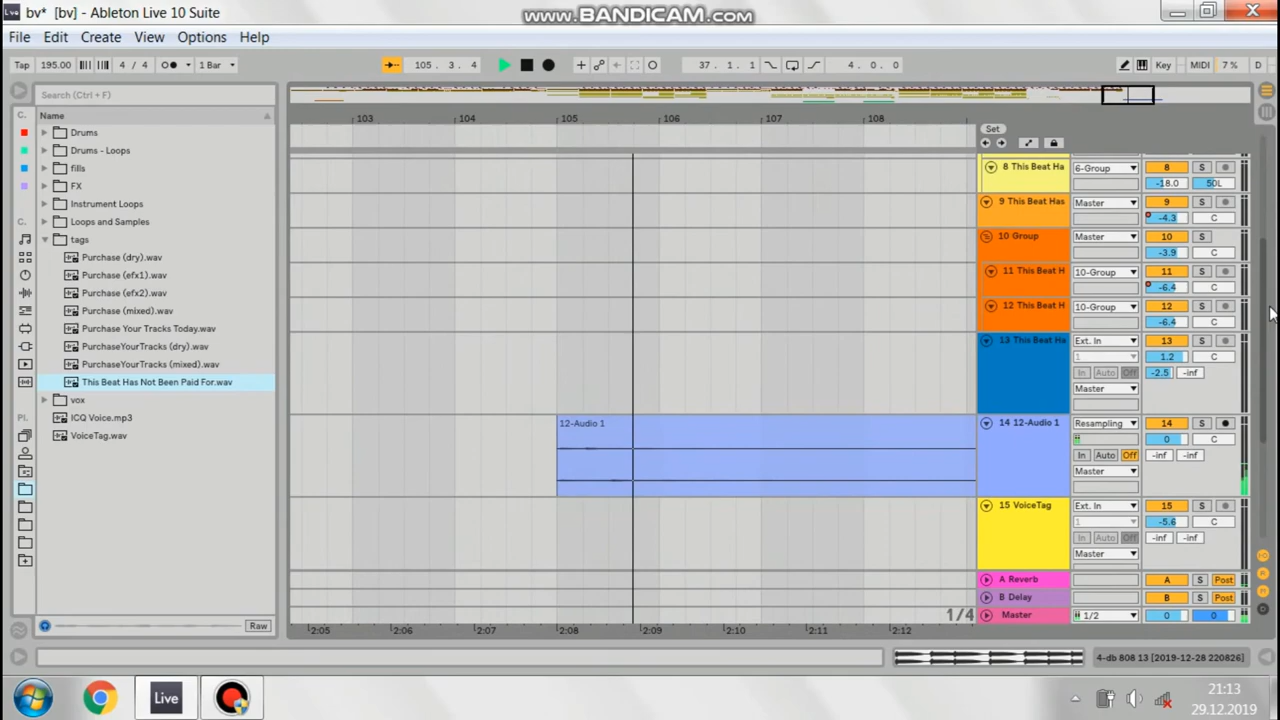 bv* [bv] - Ableton Live 10 Suite
www.BANDICAM.com
File Edit Create View Options Help
Tap 195.00 4 / 4 1 Bar 105. 3. 4 37. 1. 1 4. 0. 0 Key MIDI 7 % D
Search (Ctrl + F)
C. Name
103 104 105 106 107 108
Set
Drums
Drums - Loops
fills
FX
Instrument Loops
Loops and Samples
C. tags
Purchase (dry).wav
Purchase (efx1).wav
Purchase (efx2).wav
Purchase (mixed).wav
Purchase Your Tracks Today.wav
PurchaseYourTracks (dry).wav
PurchaseYourTracks (mixed).wav
This Beat Has Not Been Paid For.wav
vox
Pl. ICQ Voice.mp3
VoiceTag.wav
Raw
8 This Beat Ha 6-Group 8 S
-18.0 50L
9 This Beat Has Master 9 S
-4.3 C
10 Group Master 10 S
-3.9 C
11 This Beat H 10-Group 11 S
-6.4 C
12 This Beat H 10-Group 12 S
-6.4 C
13 This Beat Ha Ext. In 13 S
1 1.2 C
In Auto Off -2.5 -inf
Master
12-Audio 1
14 12-Audio 1 Resampling 14 S
0 C
In Auto Off -inf -inf
Master
15 VoiceTag Ext. In 15 S
1 -5.6 C
In Auto Off -inf -inf
Master
A Reverb A S Post
B Delay B S Post
1/4 Master 1/2 0 0
2:05 2:06 2:07 2:08 2:09 2:10 2:11 2:12
4-db 808 13 [2019-12-28 220826]
Live
21:13
29.12.2019